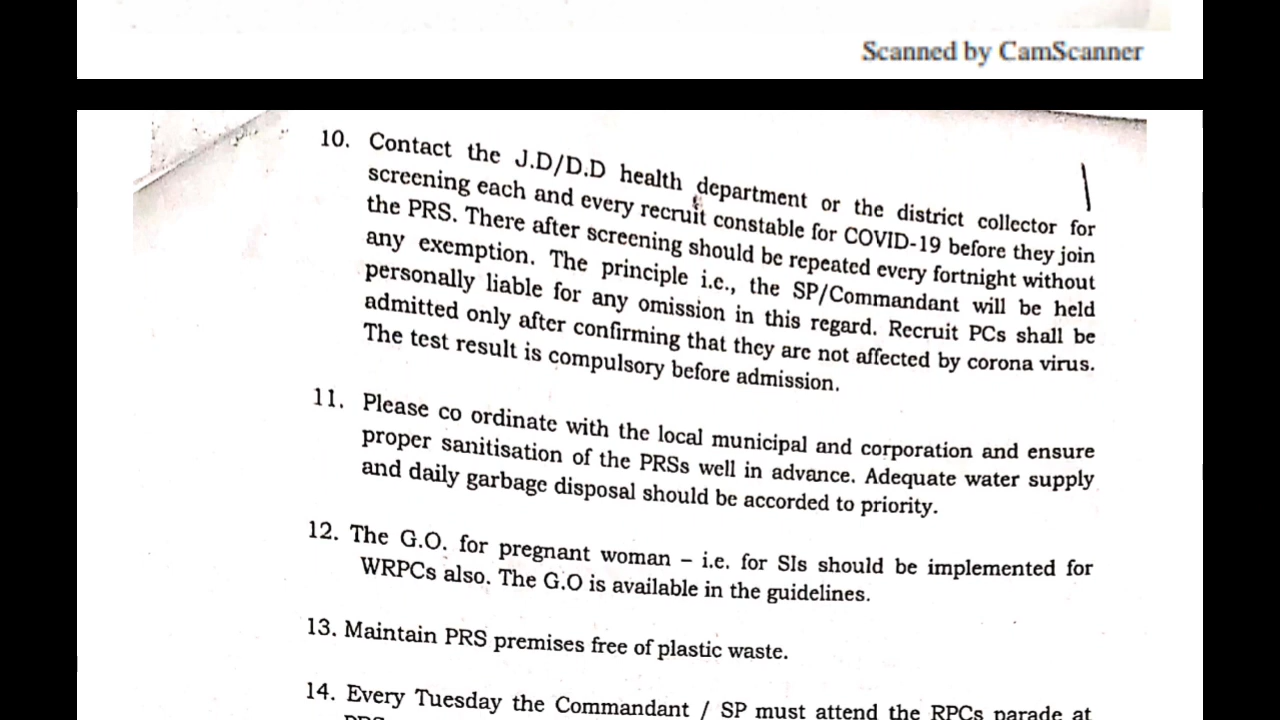 Scanned by CamScanner
10. Contact the J.D/D.D health department or the district collector for
screening each and every recruit constable for COVID-19 before they join
the PRS. There after screening should be repeated every fortnight without
any exemption. The principle i.e., the SP/Commandant will be held
personally liable for any omission in this regard. Recruit PCs shall be
admitted only after confirming that they are not affected by corona virus.
The test result is compulsory before admission.
11. Please co ordinate with the local municipal and corporation and ensure
proper sanitisation of the PRSs well in advance. Adequate water supply
and daily garbage disposal should be accorded to priority.
12. The G.O. for pregnant woman – i.e. for SIs should be implemented for
WRPCs also. The G.O is available in the guidelines.
13. Maintain PRS premises free of plastic waste.
14. Every Tuesday the Commandant / SP must attend the RPCs parade at